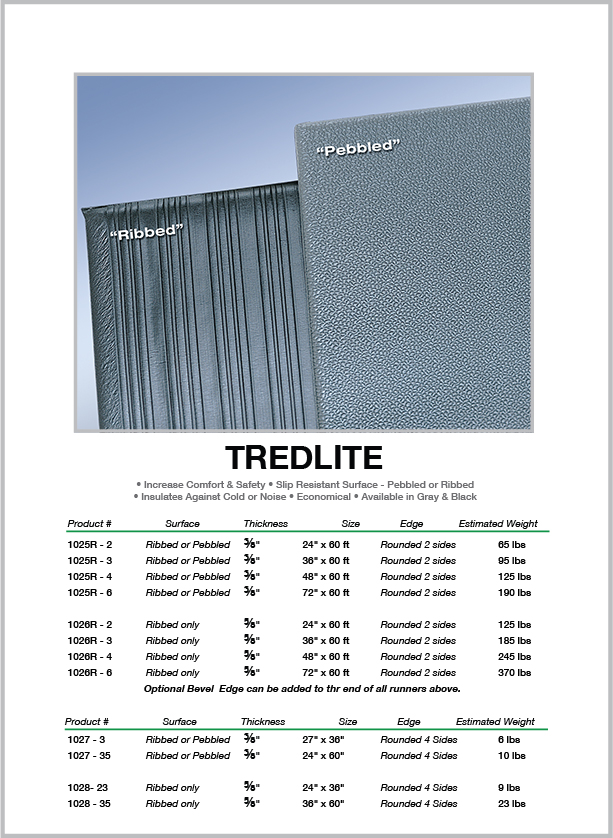 "Pebbled"
"Ribbed"
TREDLITE
• Increase Comfort & Safety • Slip Resistant Surface - Pebbled or Ribbed
• Insulates Against Cold or Noise • Economical • Available in Gray & Black
Product # Surface Thickness Size Edge Estimated Weight
1025R - 2 Ribbed or Pebbled ⅜" 24" x 60 ft Rounded 2 sides 65 lbs
1025R - 3 Ribbed or Pebbled ⅜" 36" x 60 ft Rounded 2 sides 95 lbs
1025R - 4 Ribbed or Pebbled ⅜" 48" x 60 ft Rounded 2 sides 125 lbs
1025R - 6 Ribbed or Pebbled ⅜" 72" x 60 ft Rounded 2 sides 190 lbs
1026R - 2 Ribbed only ⅝" 24" x 60 ft Rounded 2 sides 125 lbs
1026R - 3 Ribbed only ⅝" 36" x 60 ft Rounded 2 sides 185 lbs
1026R - 4 Ribbed only ⅝" 48" x 60 ft Rounded 2 sides 245 lbs
1026R - 6 Ribbed only ⅝" 72" x 60 ft Rounded 2 sides 370 lbs
Optional Bevel Edge can be added to thr end of all runners above.
Product # Surface Thickness Size Edge Estimated Weight
1027 - 3 Ribbed or Pebbled ⅜" 27" x 36" Rounded 4 Sides 6 lbs
1027 - 35 Ribbed or Pebbled ⅜" 24" x 60" Rounded 4 Sides 10 lbs
1028- 23 Ribbed only ⅝" 24" x 36" Rounded 4 Sides 9 lbs
1028 - 35 Ribbed only ⅝" 36" x 60" Rounded 4 Sides 23 lbs